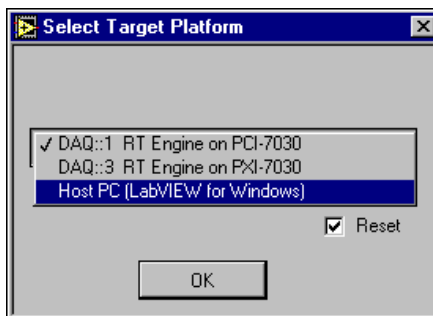 Select Target Platform
DAQ::1 RT Engine on PCI-7030
DAQ::3 RT Engine on PXI-7030
Host PC (LabVIEW for Windows)
Reset
OK